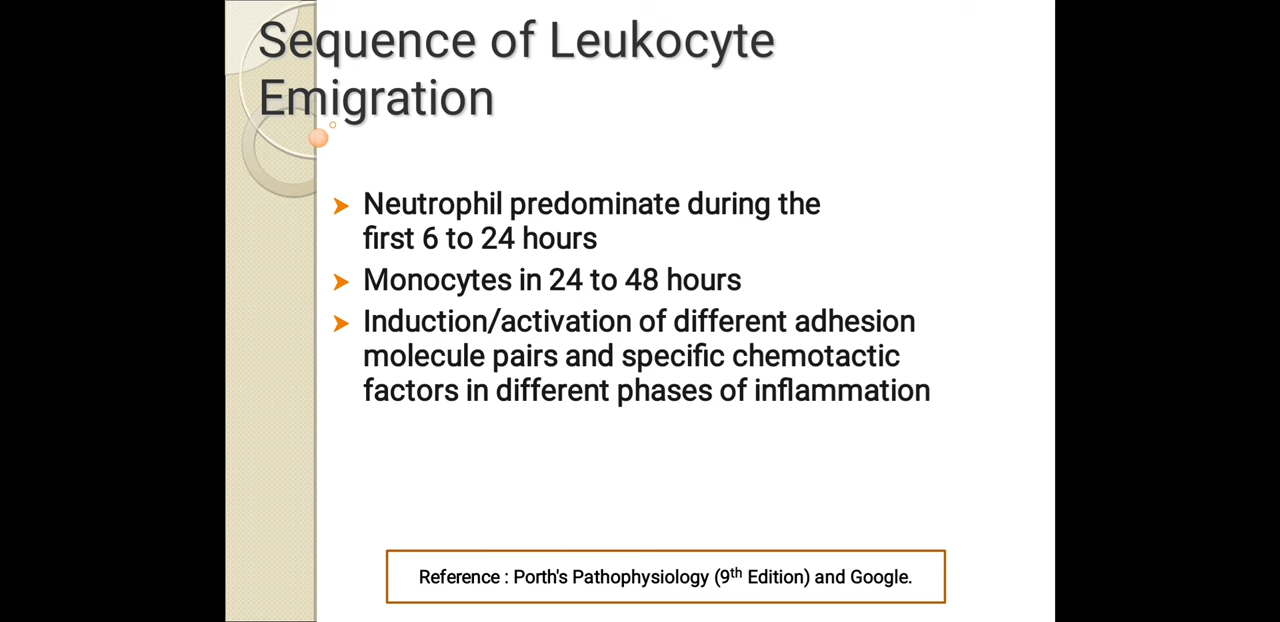 Sequence of Leukocyte
Emigration
Neutrophil predominate during the
first 6 to 24 hours
Monocytes in 24 to 48 hours
Induction/activation of different adhesion
molecule pairs and specific chemotactic
factors in different phases of inflammation
Reference : Porth's Pathophysiology (9th Edition) and Google.